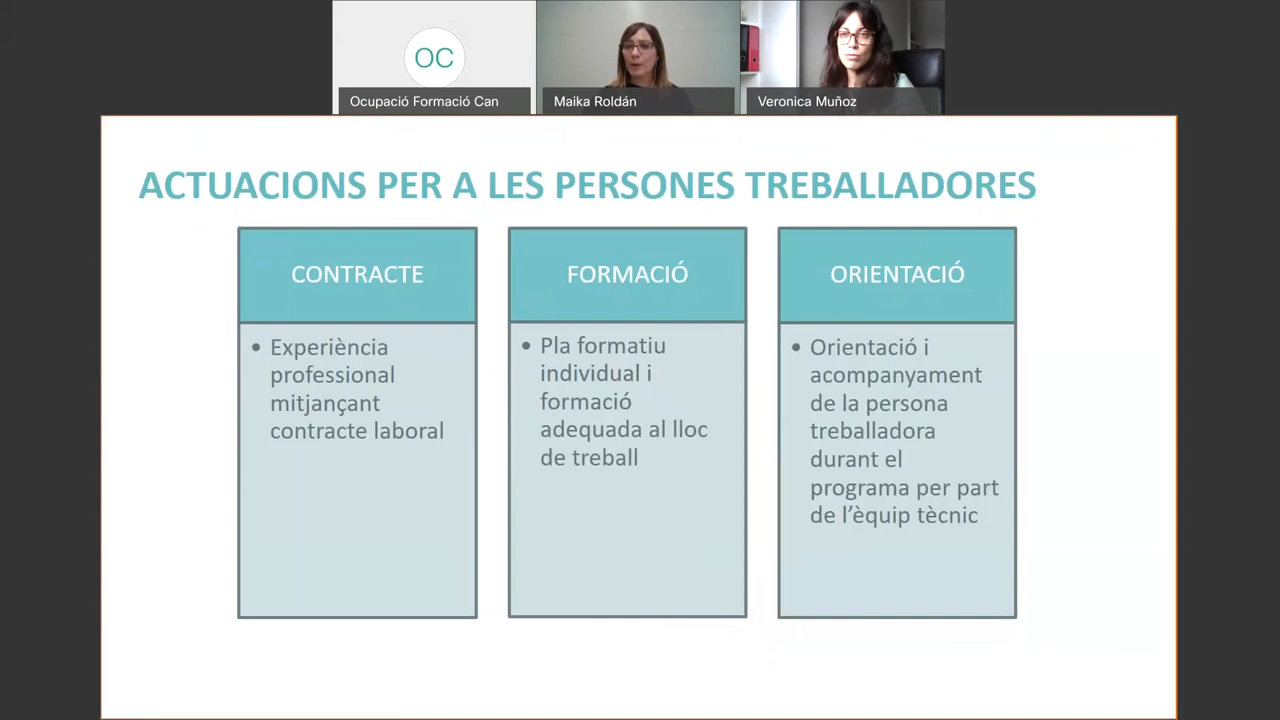 OC
Ocupació Formació Can
Maika Roldán
Veronica Muñoz
ACTUACIONS PER A LES PERSONES TREBALLADORES
CONTRACTE
• Experiència
professional
mitjançant
contracte laboral
FORMACIÓ
• Pla formatiu
individual i
formació
adequada al lloc
de treball
ORIENTACIÓ
• Orientació i
acompanyament
de la persona
treballadora
durant el
programa per part
de l’èquip tècnic